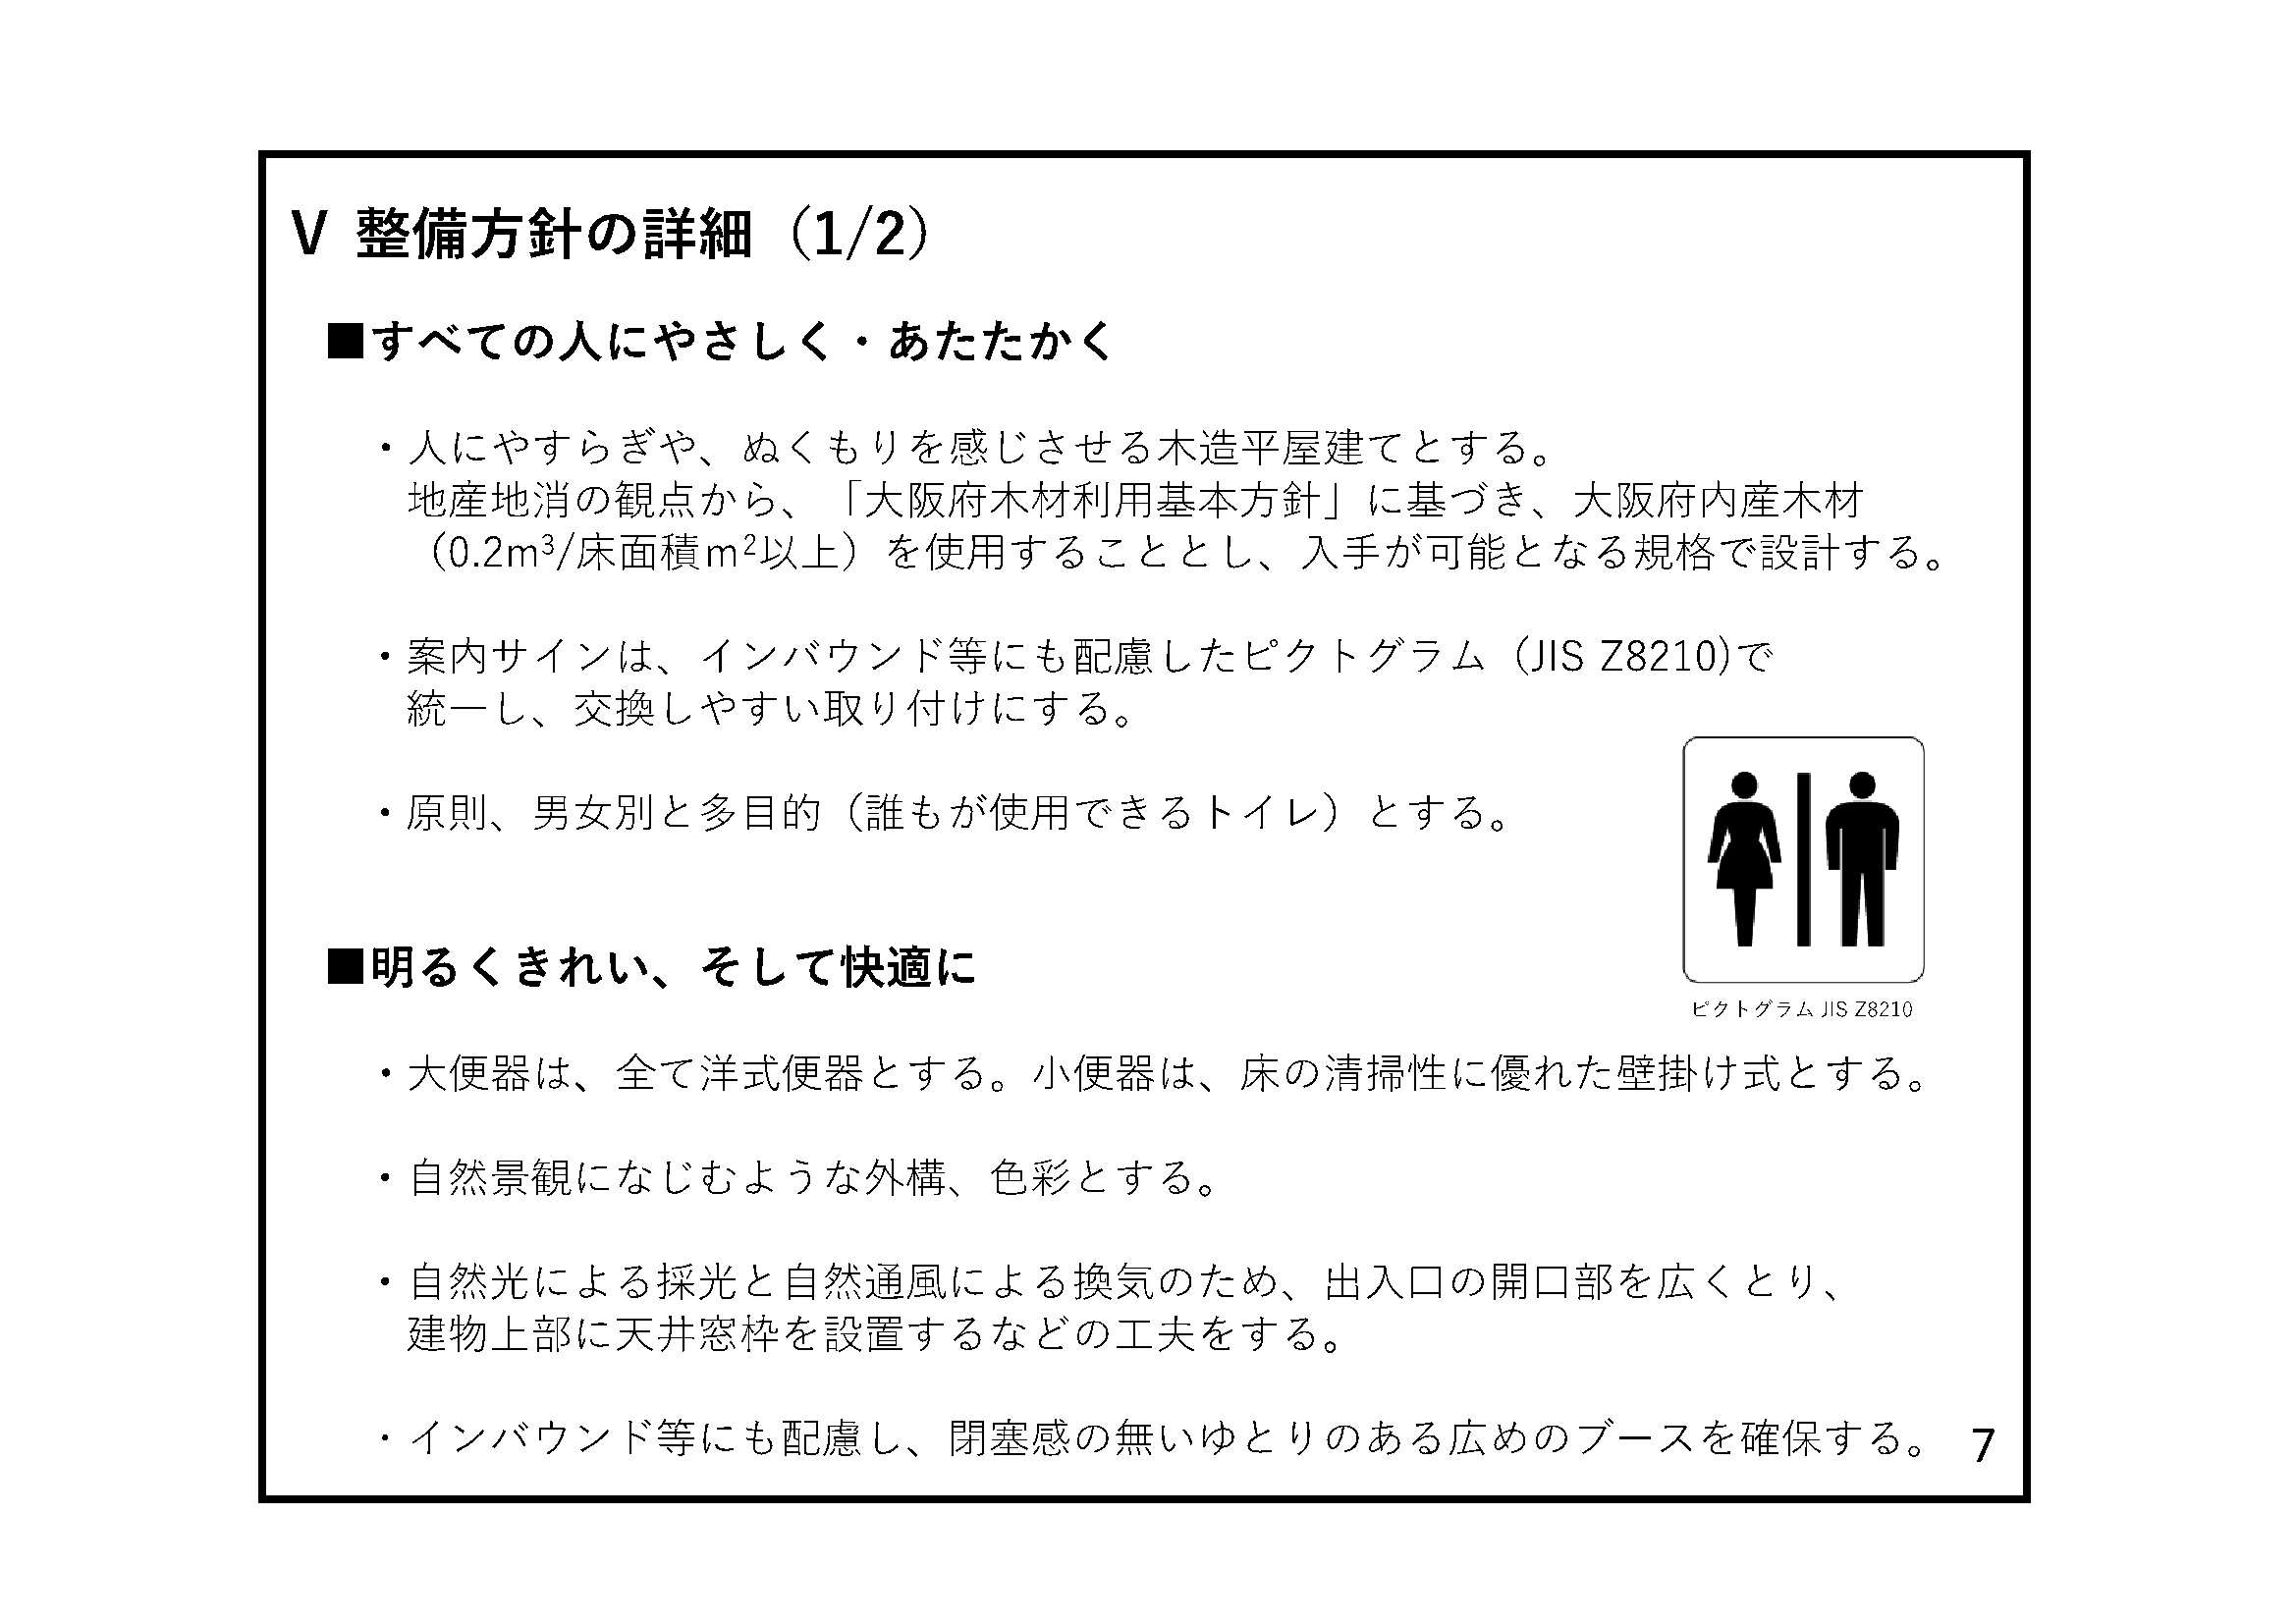 Ⅴ 整備方針の詳細（1/2）
■すべての人にやさしく・あたたかく
・人にやすらぎや、ぬくもりを感じさせる木造平屋建てとする。
地産地消の観点から、「大阪府木材利用基本方針」に基づき、大阪府内産木材
（0.2m³/床面積ｍ²以上）を使用することとし、入手が可能となる規格で設計する。
・案内サインは、インバウンド等にも配慮したピクトグラム（JIS Z8210)で
統一し、交換しやすい取り付けにする。
・原則、男女別と多目的（誰もが使用できるトイレ）とする。
ピクトグラム JIS Z8210
■明るくきれい、そして快適に
・大便器は、全て洋式便器とする。小便器は、床の清掃性に優れた壁掛け式とする。
・自然景観になじむような外構、色彩とする。
・自然光による採光と自然通風による換気のため、出入口の開口部を広くとり、
建物上部に天井窓枠を設置するなどの工夫をする。
・インバウンド等にも配慮し、閉塞感の無いゆとりのある広めのブースを確保する。
7